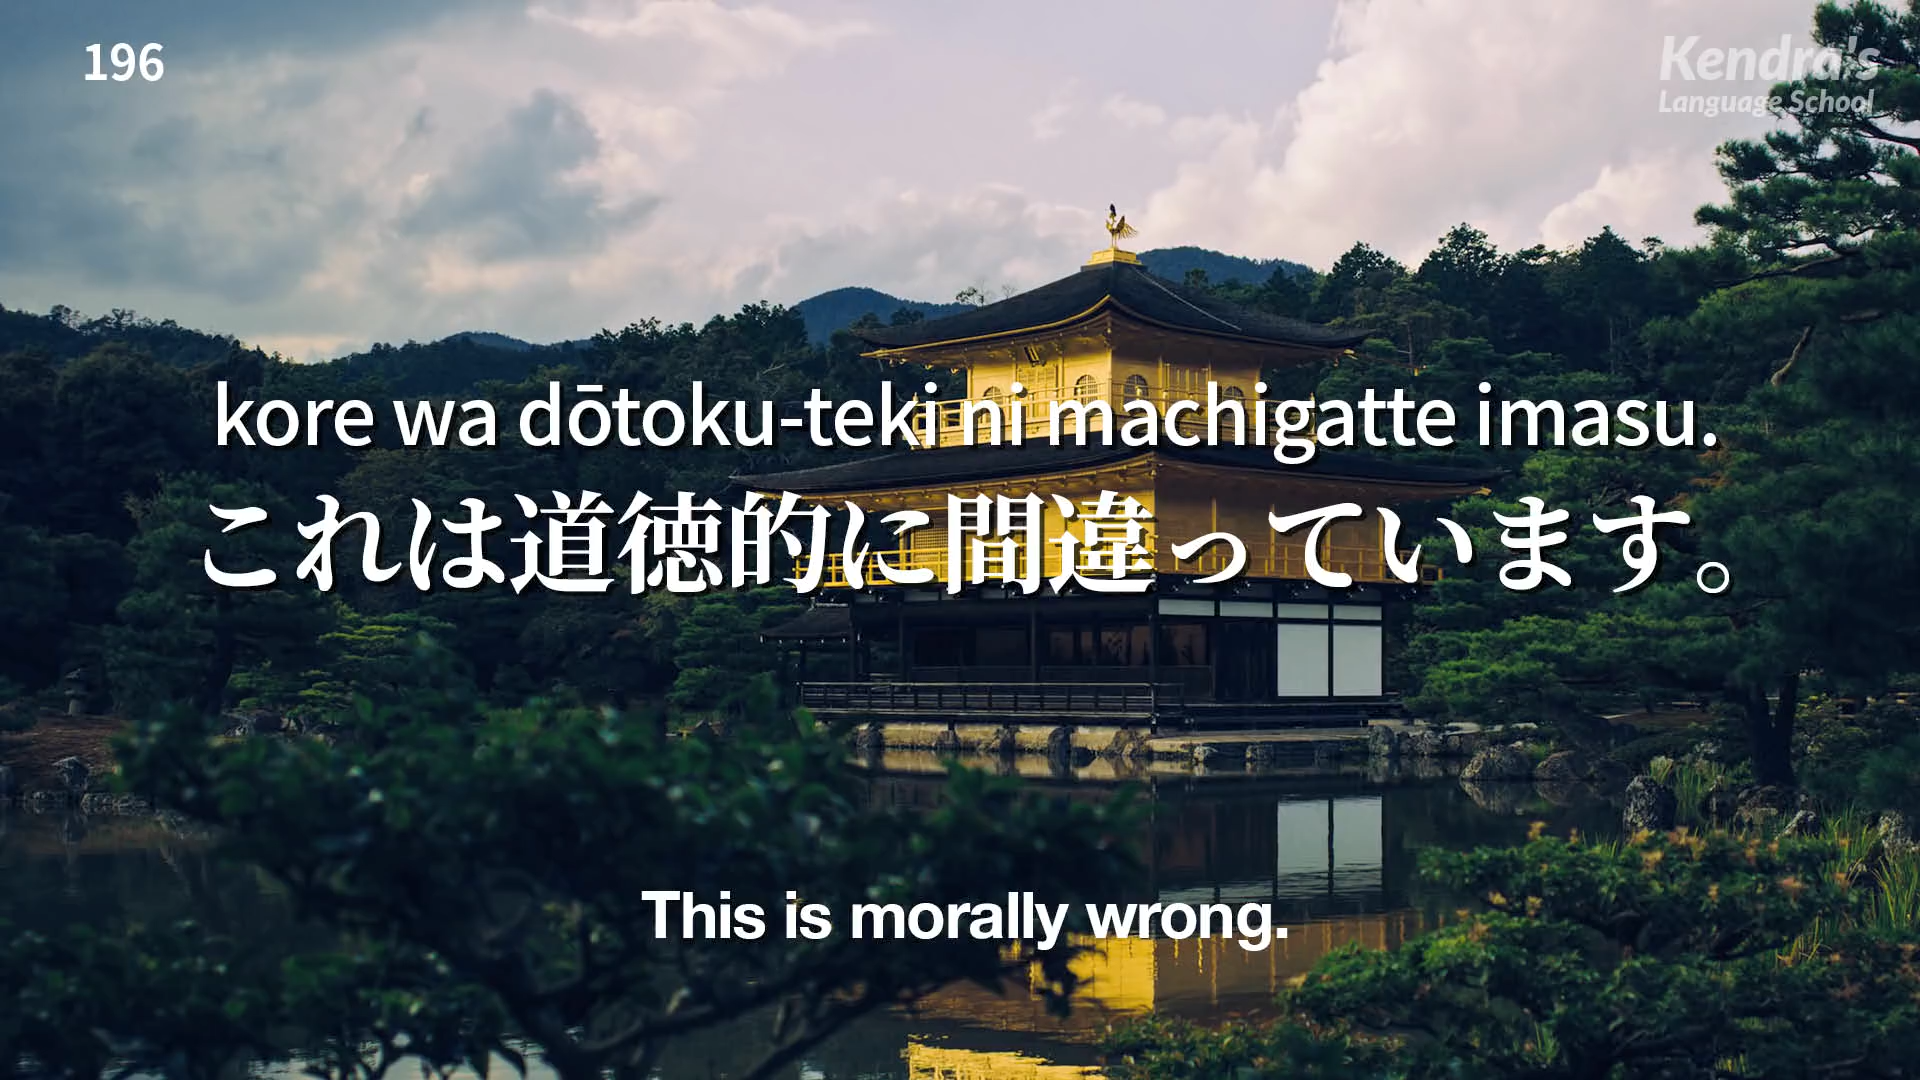 196
Kendra's
Language School
kore wa dōtoku-teki ni machigatte imasu.
これは道徳的に間違っています。
This is morally wrong.